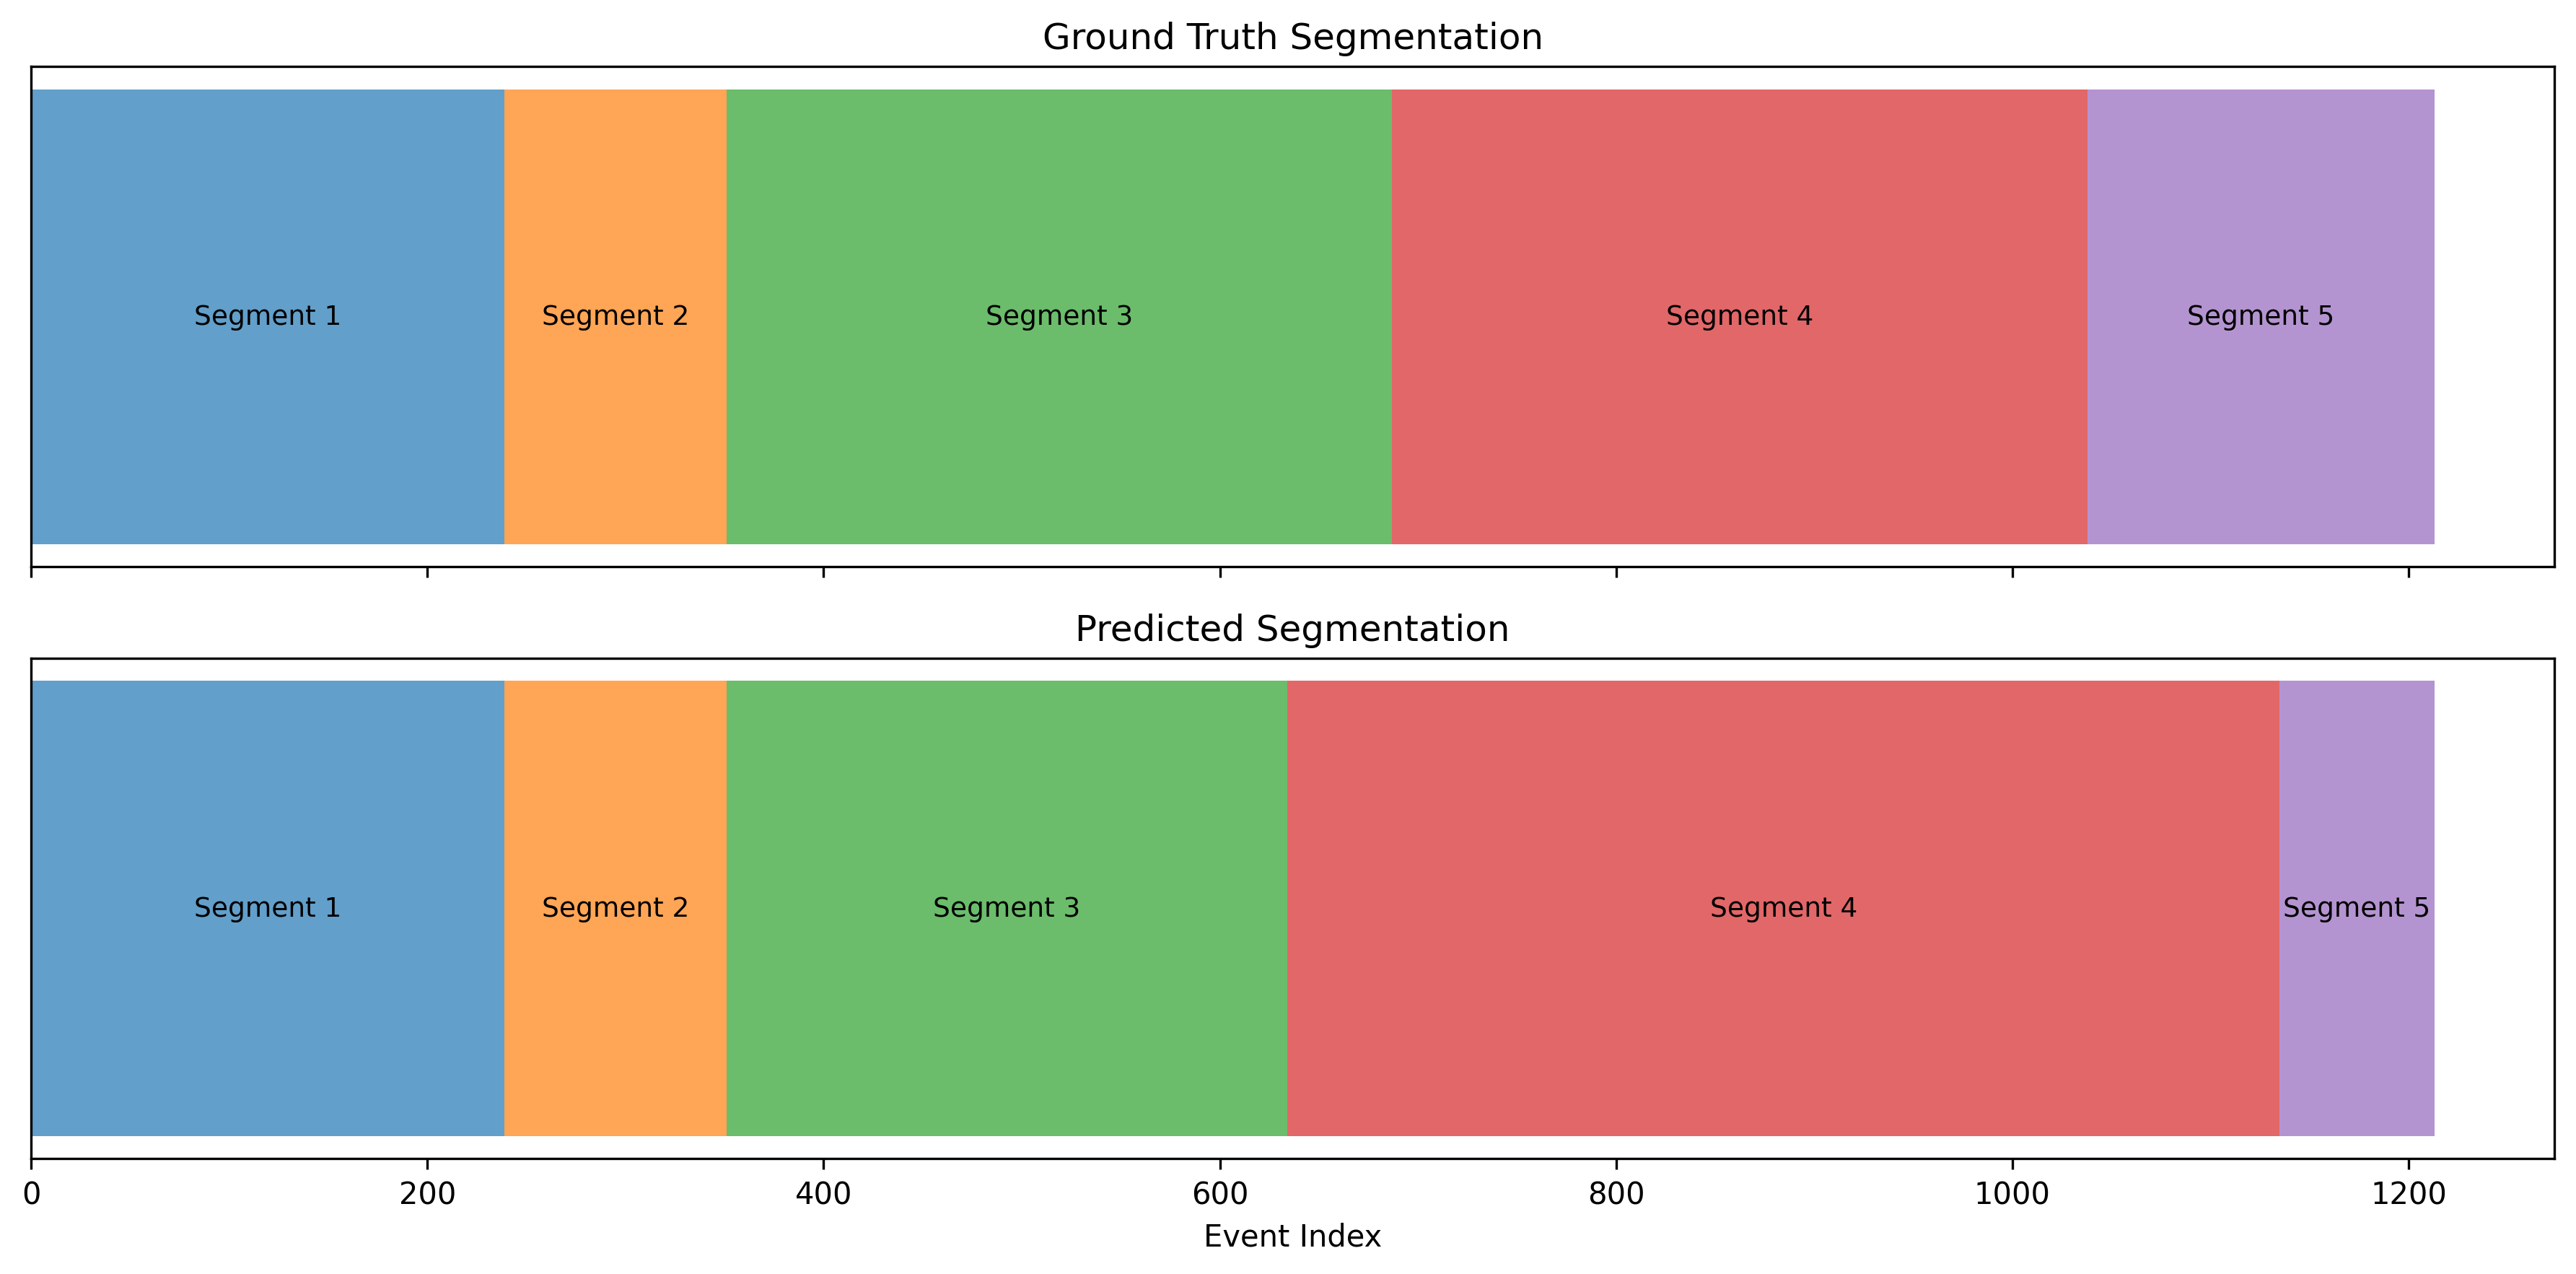 Ground Truth Segmentation
Segment 1 Segment 2 Segment 3 Segment 4 Segment 5
Predicted Segmentation
Segment 1 Segment 2 Segment 3 Segment 4 Segment 5
0 200 400 600 800 1000 1200
Event Index